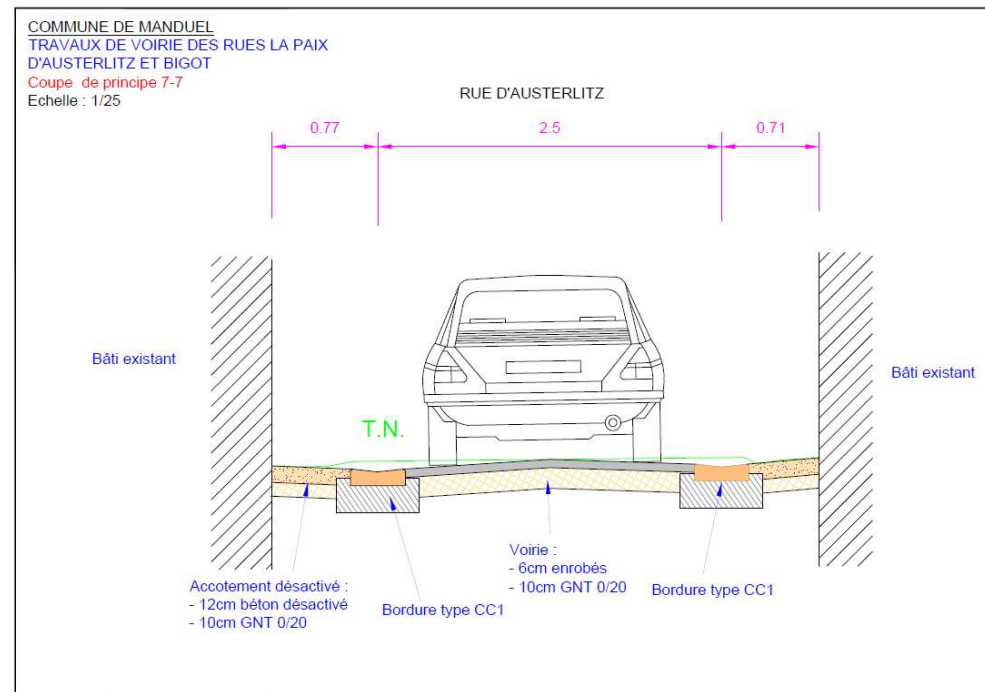 COMMUNE DE MANDUEL
TRAVAUX DE VOIRIE DES RUES LA PAIX
D'AUSTERLITZ ET BIGOT
Coupe de principe 7-7
Echelle : 1/25
RUE D'AUSTERLITZ
0.77
2.5
0.71
Bâti existant
Bâti existant
T.N.
Accotement désactivé :
- 12cm béton désactivé
- 10cm GNT 0/20
Bordure type CC1
Voirie :
- 6cm enrobés
- 10cm GNT 0/20
Bordure type CC1